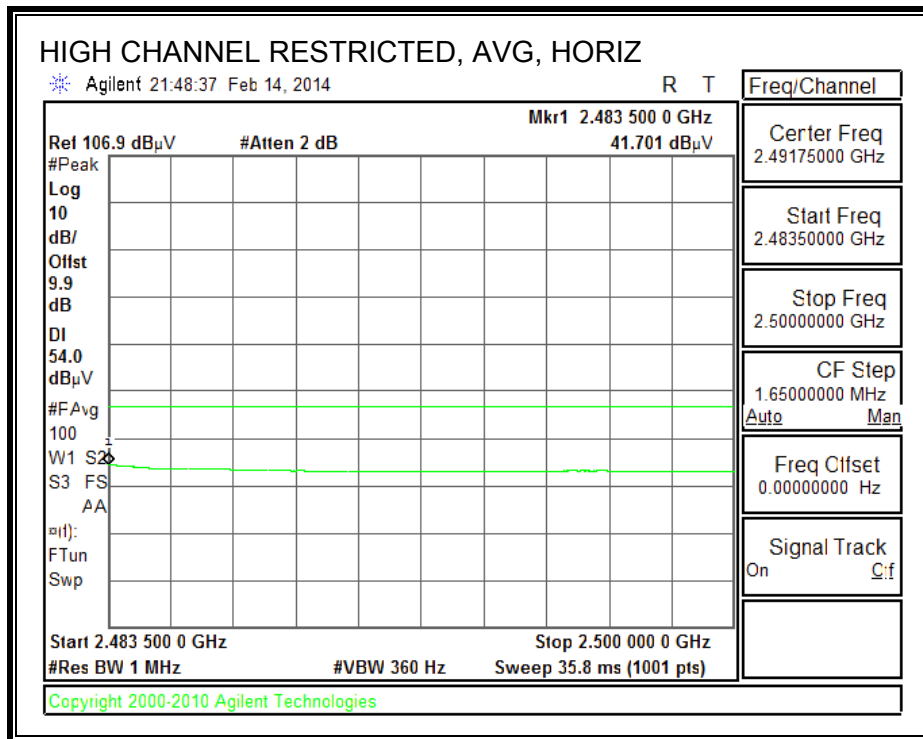 HIGH CHANNEL RESTRICTED, AVG, HORIZ
Agilent 21:48:37 Feb 14, 2014 R T
Freq/Channel
Mkr1 2.483 500 0 GHz
Ref 106.9 dBµV #Atten 2 dB 41.701 dBµV
#Peak
Log
10
dB/
Offst
9.9
dB
DI
54.0
dBµV
#PAvg
100
1
W1 S2
S3 FS
AA
¤(f):
FTun
Swp
Start 2.483 500 0 GHz Stop 2.500 000 0 GHz
#Res BW 1 MHz #VBW 360 Hz Sweep 35.8 ms (1001 pts)
Center Freq
2.49175000 GHz
Start Freq
2.48350000 GHz
Stop Freq
2.50000000 GHz
CF Step
1.65000000 MHz
Auto Man
Freq Offset
0.00000000 Hz
Signal Track
On Off
Copyright 2000-2010 Agilent Technologies